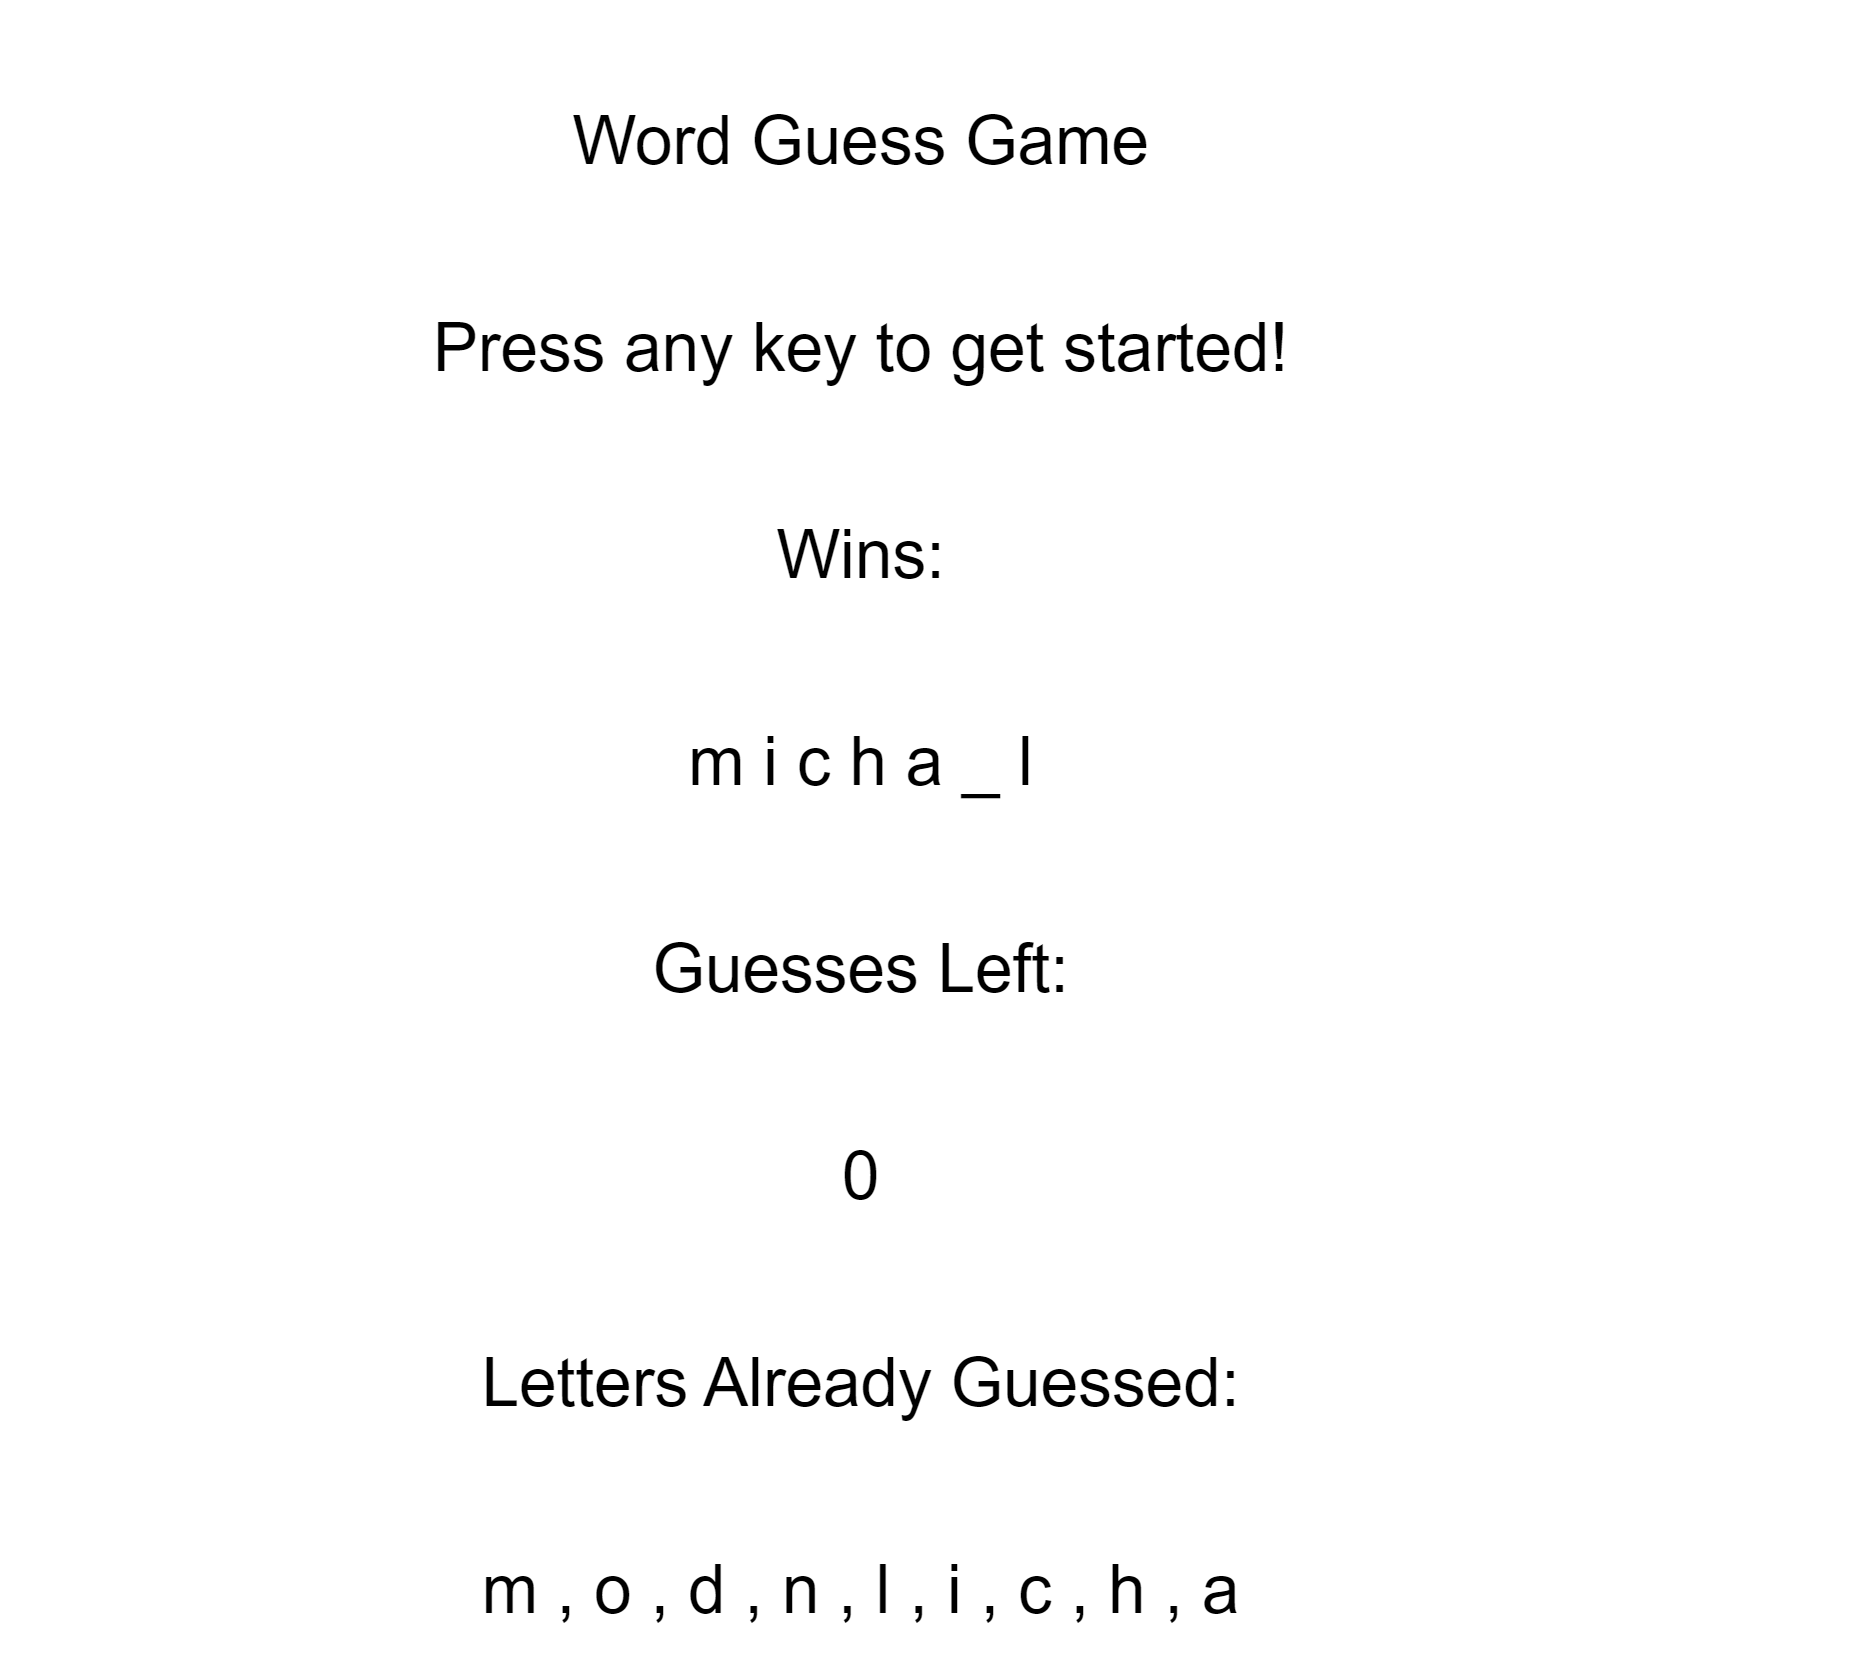 Word Guess Game
Press any key to get started!
Wins:
m i c h a _ l
Guesses Left:
0
Letters Already Guessed:
m , o , d , n , l , i , c , h , a